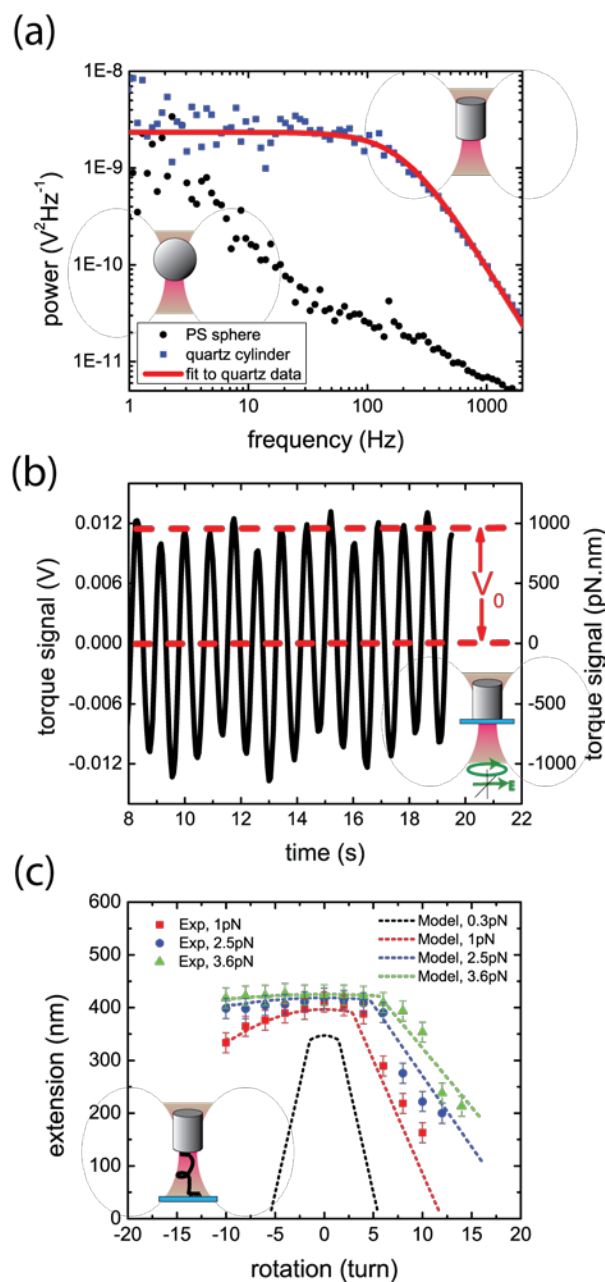 (a)
1E-8
1E-9
1E-10
1E-11
power (V²Hz⁻¹)
PS sphere
quartz cylinder
fit to quartz data
1 10 100 1000
frequency (Hz)
(b)
0.012
0.006
0.000
-0.006
-0.012
torque signal (V)
V₀
1000
500
0
-500
-1000
torque signal (pN.nm)
E
8 10 12 14 16 18 20 22
time (s)
(c)
600
500
400
300
200
100
0
extension (nm)
Exp, 1pN
Exp, 2.5pN
Exp, 3.6pN
Model, 0.3pN
Model, 1pN
Model, 2.5pN
Model, 3.6pN
-20 -15 -10 -5 0 5 10 15 20
rotation (turn)